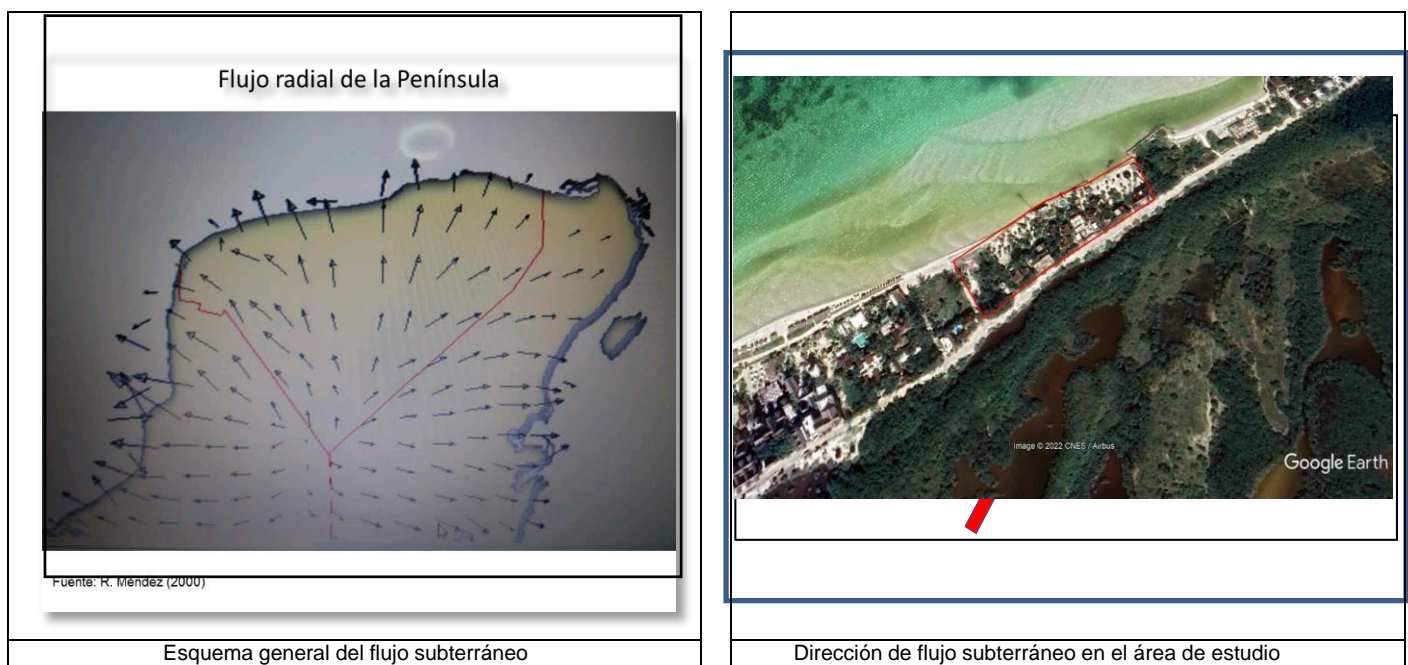 Flujo radial de la Península
Fuente: R. Méndez (2000)
Esquema general del flujo subterráneo
Image © 2022 CNES / Airbus
Google Earth
Dirección de flujo subterráneo en el área de estudio